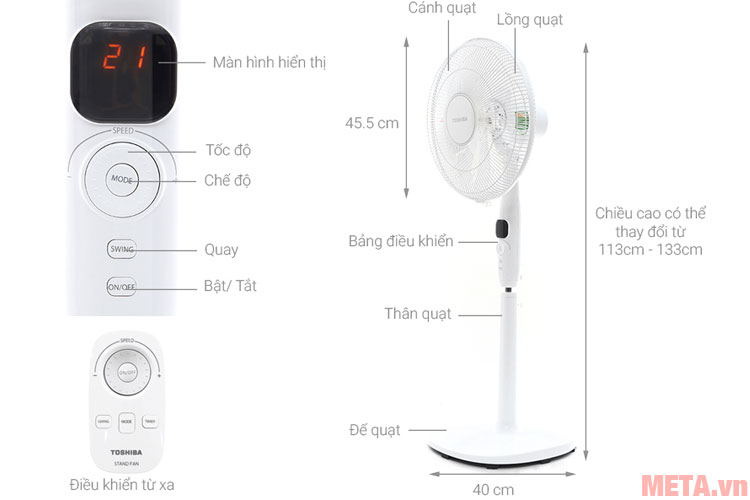 21
Màn hình hiển thị
SPEED
Tốc độ
MODE
Chế độ
SWING
Quay
ON/OFF
Bật/ Tắt
SPEED
ON/OFF
- +
SWING MODE TIMER
TOSHIBA
STAND FAN
Điều khiển từ xa
Cánh quạt
Lồng quạt
45.5 cm
TOSHIBA
Bảng điều khiển
Chiều cao có thể
thay đổi từ
113cm - 133cm
Thân quạt
Đế quạt
40 cm
META.vn